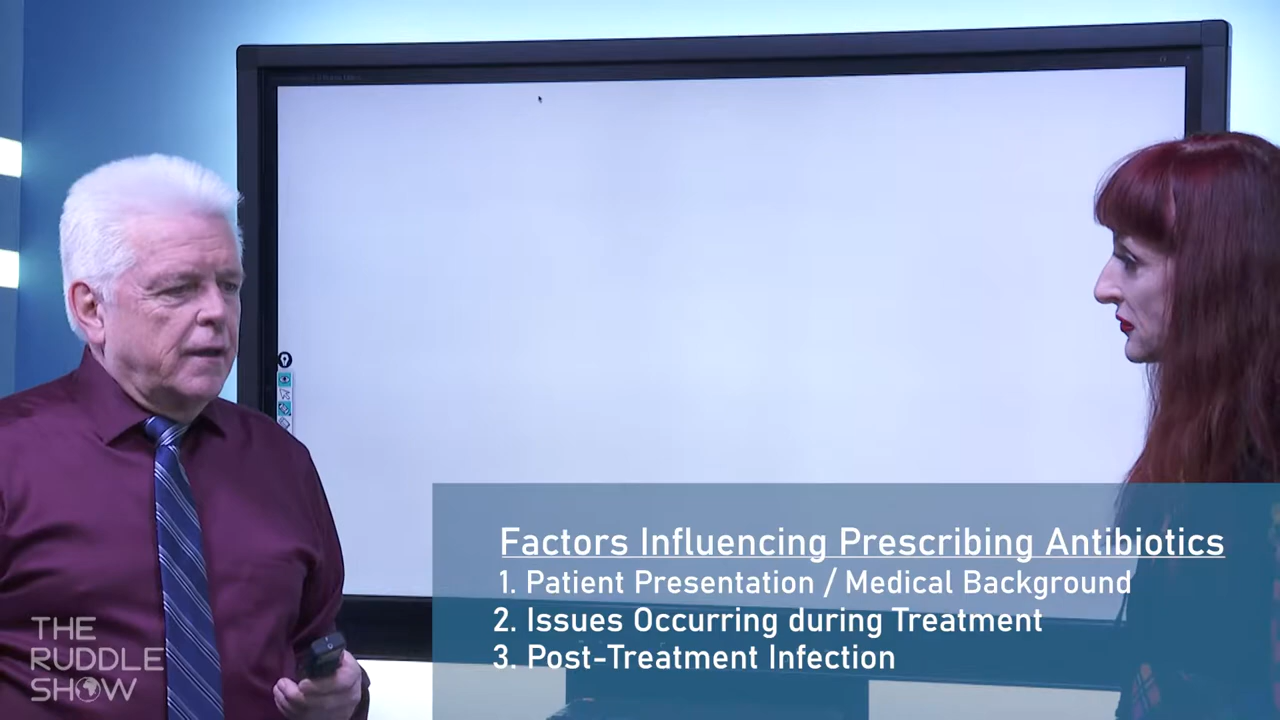 Factors Influencing Prescribing Antibiotics
1. Patient Presentation / Medical Background
2. Issues Occurring during Treatment
3. Post-Treatment Infection
THE
RUDDLE
SHOW